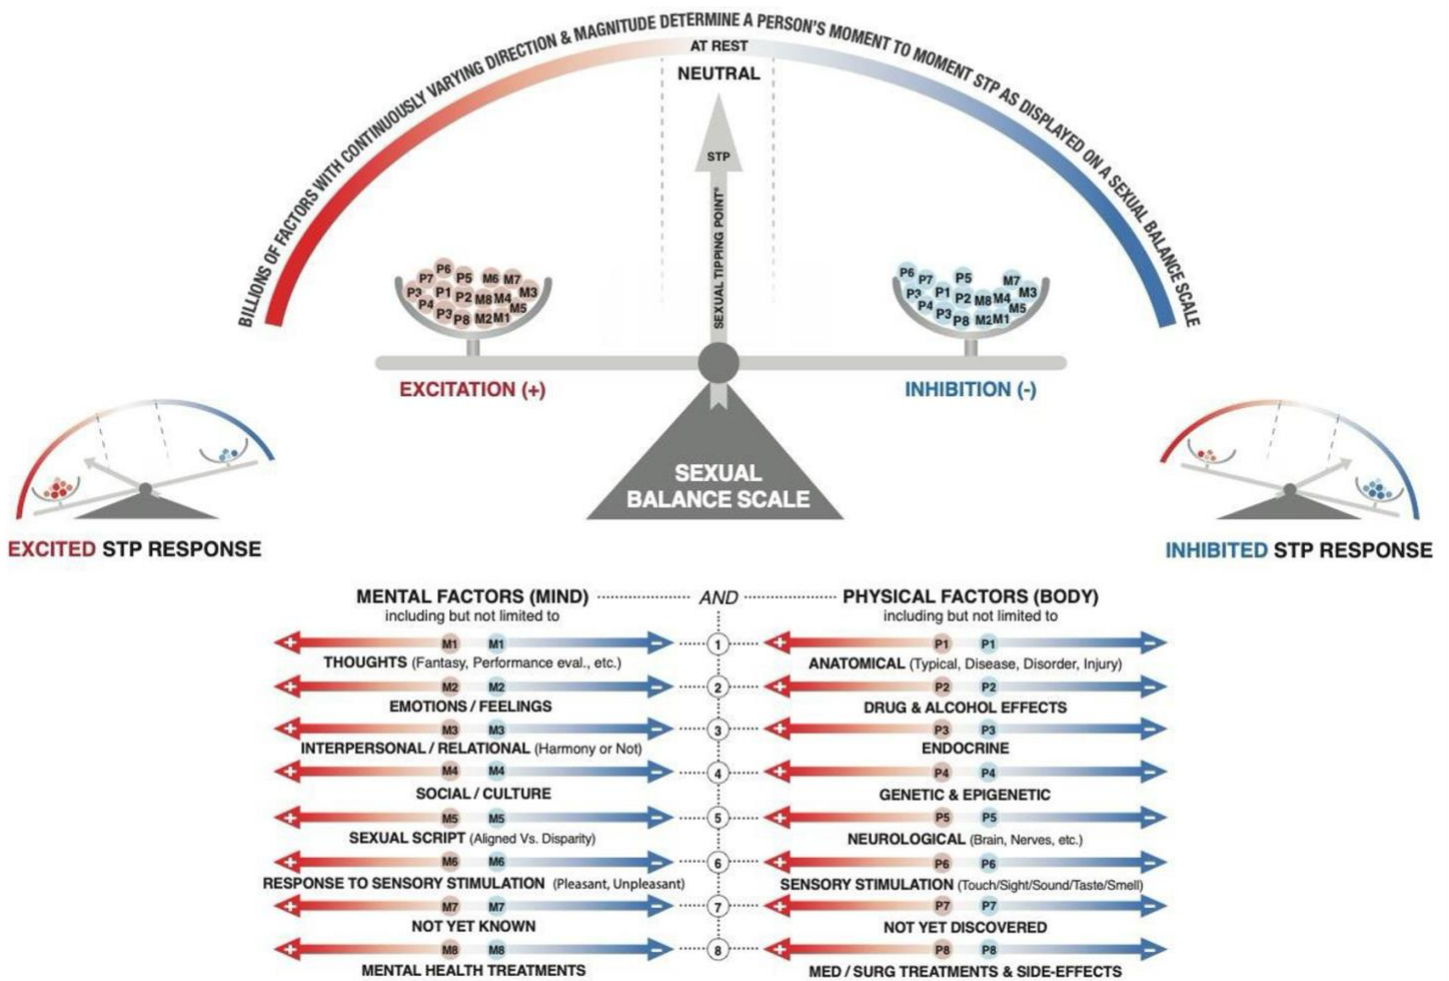 BILLIONS OF FACTORS WITH CONTINUOUSLY VARYING DIRECTION & MAGNITUDE DETERMINE A PERSON'S MOMENT TO MOMENT STP AS DISPLAYED ON A SEXUAL BALANCE SCALE
AT REST
NEUTRAL
STP
SEXUAL TIPPING POINT®
P6 P7 P5 M6 M7
P3 P1 P2 M8 M4 M3
P4 P3 P8 M2 M1 M5
P6 P7 P5 M7
P3 P1 P2 M8 M4 M3
P4 P3 P8 M2 M1 M5
EXCITATION (+)
INHIBITION (-)
SEXUAL
BALANCE SCALE
EXCITED STP RESPONSE
INHIBITED STP RESPONSE
MENTAL FACTORS (MIND) AND PHYSICAL FACTORS (BODY)
including but not limited to including but not limited to
+ M1 M1 − 1 + P1 P1 −
THOUGHTS (Fantasy, Performance eval., etc.) ANATOMICAL (Typical, Disease, Disorder, Injury)
+ M2 M2 − 2 + P2 P2 −
EMOTIONS / FEELINGS DRUG & ALCOHOL EFFECTS
+ M3 M3 − 3 + P3 P3 −
INTERPERSONAL / RELATIONAL (Harmony or Not) ENDOCRINE
+ M4 M4 − 4 + P4 P4 −
SOCIAL / CULTURE GENETIC & EPIGENETIC
+ M5 M5 − 5 + P5 P5 −
SEXUAL SCRIPT (Aligned Vs. Disparity) NEUROLOGICAL (Brain, Nerves, etc.)
+ M6 M6 − 6 + P6 P6 −
RESPONSE TO SENSORY STIMULATION (Pleasant, Unpleasant) SENSORY STIMULATION (Touch/Sight/Sound/Taste/Smell)
+ M7 M7 − 7 + P7 P7 −
NOT YET KNOWN NOT YET DISCOVERED
+ M8 M8 − 8 + P8 P8 −
MENTAL HEALTH TREATMENTS MED / SURG TREATMENTS & SIDE-EFFECTS